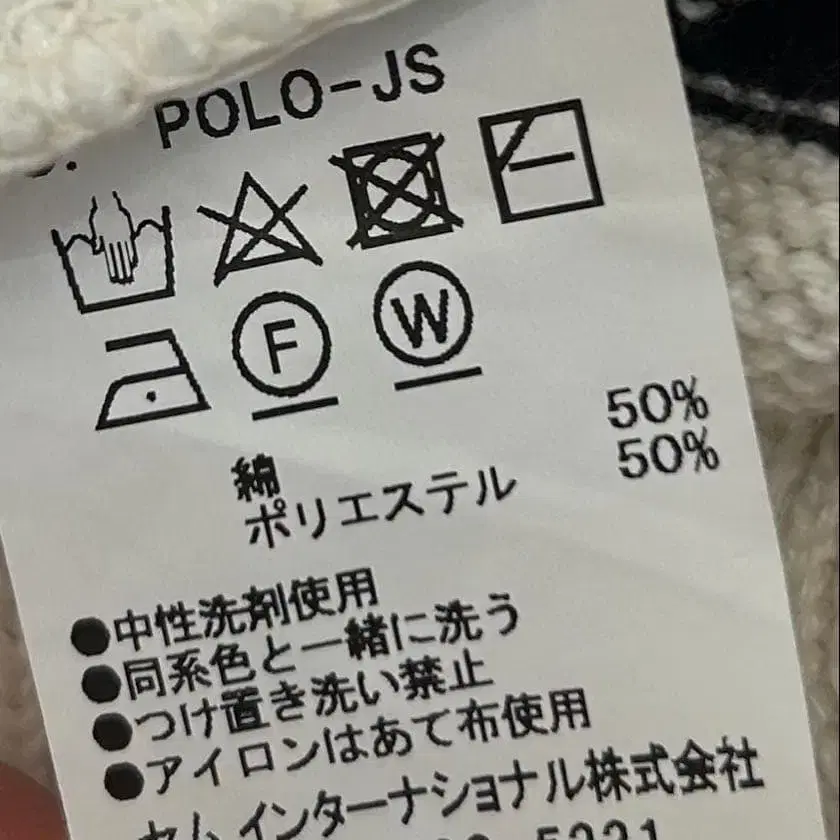 POLO-JS
F W
綿 50%
ポリエステル 50%
●中性洗剤使用
●同系色と一緒に洗う
●つけ置き洗い禁止
●アイロンはあて布使用
インターナショナル株式会社
5331